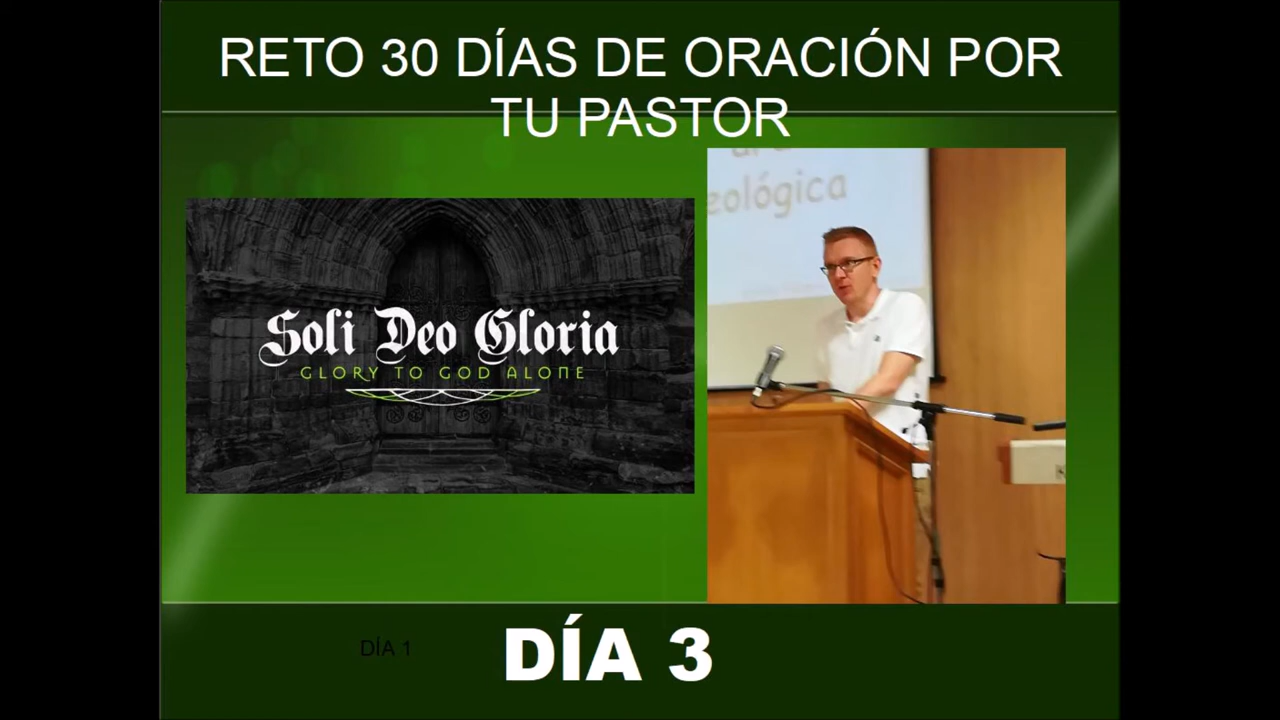 RETO 30 DÍAS DE ORACIÓN POR
TU PASTOR
eológica
Soli Deo Gloria
GLORY TO GOD ALONE
DÍA 1
DÍA 3